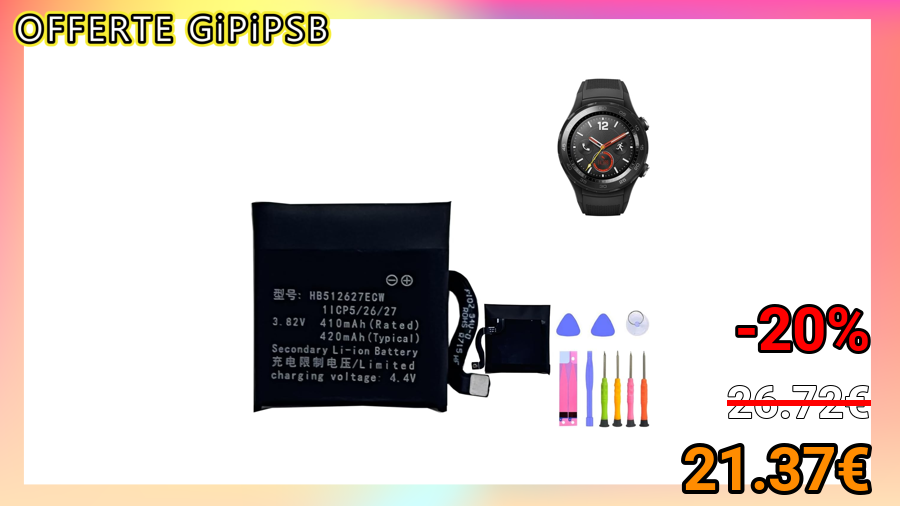 OFFERTE GiPiPSB
12
型号: HB512627ECW
1ICP5/26/27
3.82V 410mAh(Rated)
420mAh(Typical)
Secondary Li-ion Battery
充电限制电压/Limited
charging voltage: 4.4V
-20%
26.72€
21.37€